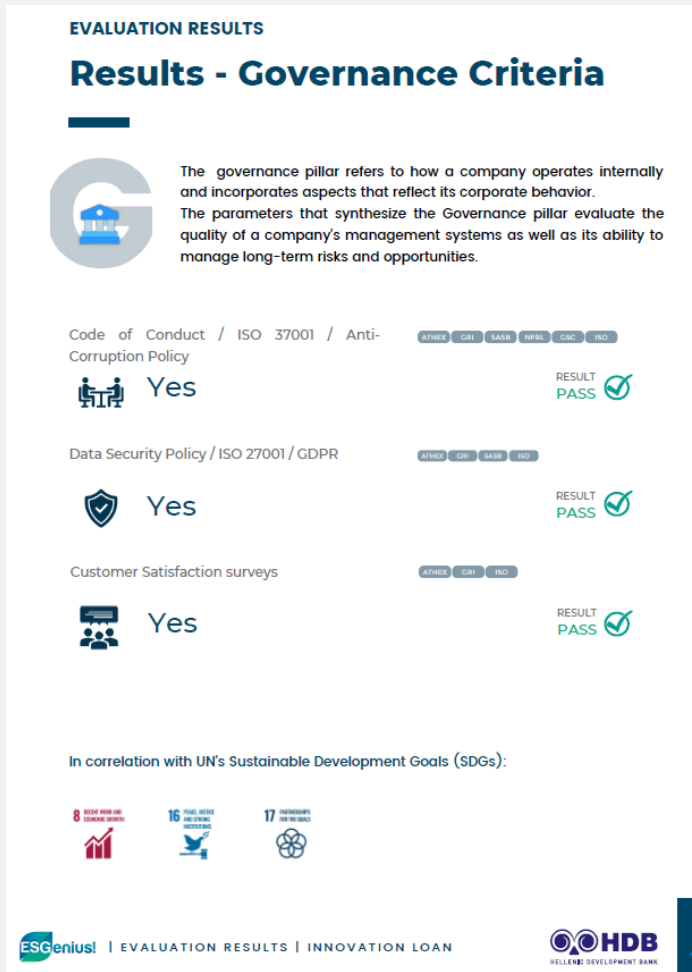 EVALUATION RESULTS
Results - Governance Criteria
G
The governance pillar refers to how a company operates internally
and incorporates aspects that reflect its corporate behavior.
The parameters that synthesize the Governance pillar evaluate the
quality of a company's management systems as well as its ability to
manage long-term risks and opportunities.
Code of Conduct / ISO 37001 / Anti-
Corruption Policy
ATHEX GRI SASB NFRL GSC ISO
Yes
RESULT
PASS
Data Security Policy / ISO 27001 / GDPR
ATHEX GRI SASB ISO
Yes
RESULT
PASS
Customer Satisfaction surveys
ATHEX GRI ISO
Yes
RESULT
PASS
In correlation with UN's Sustainable Development Goals (SDGs):
8 DECENT WORK AND
ECONOMIC GROWTH
16 PEACE, JUSTICE
AND STRONG
INSTITUTIONS
17 PARTNERSHIPS
FOR THE GOALS
ESGenius! | EVALUATION RESULTS | INNOVATION LOAN
HDB
HELLENIC DEVELOPMENT BANK